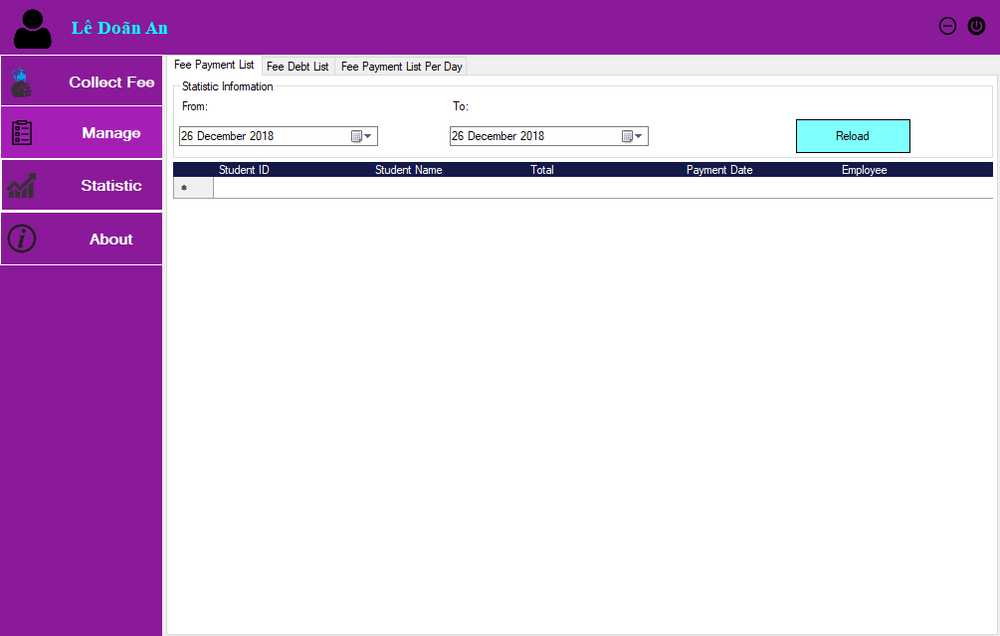 Lê Doãn An
Collect Fee
Manage
Statistic
About
Fee Payment List Fee Debt List Fee Payment List Per Day
Statistic Information
From: To:
26 December 2018 26 December 2018 Reload
Student ID Student Name Total Payment Date Employee
*